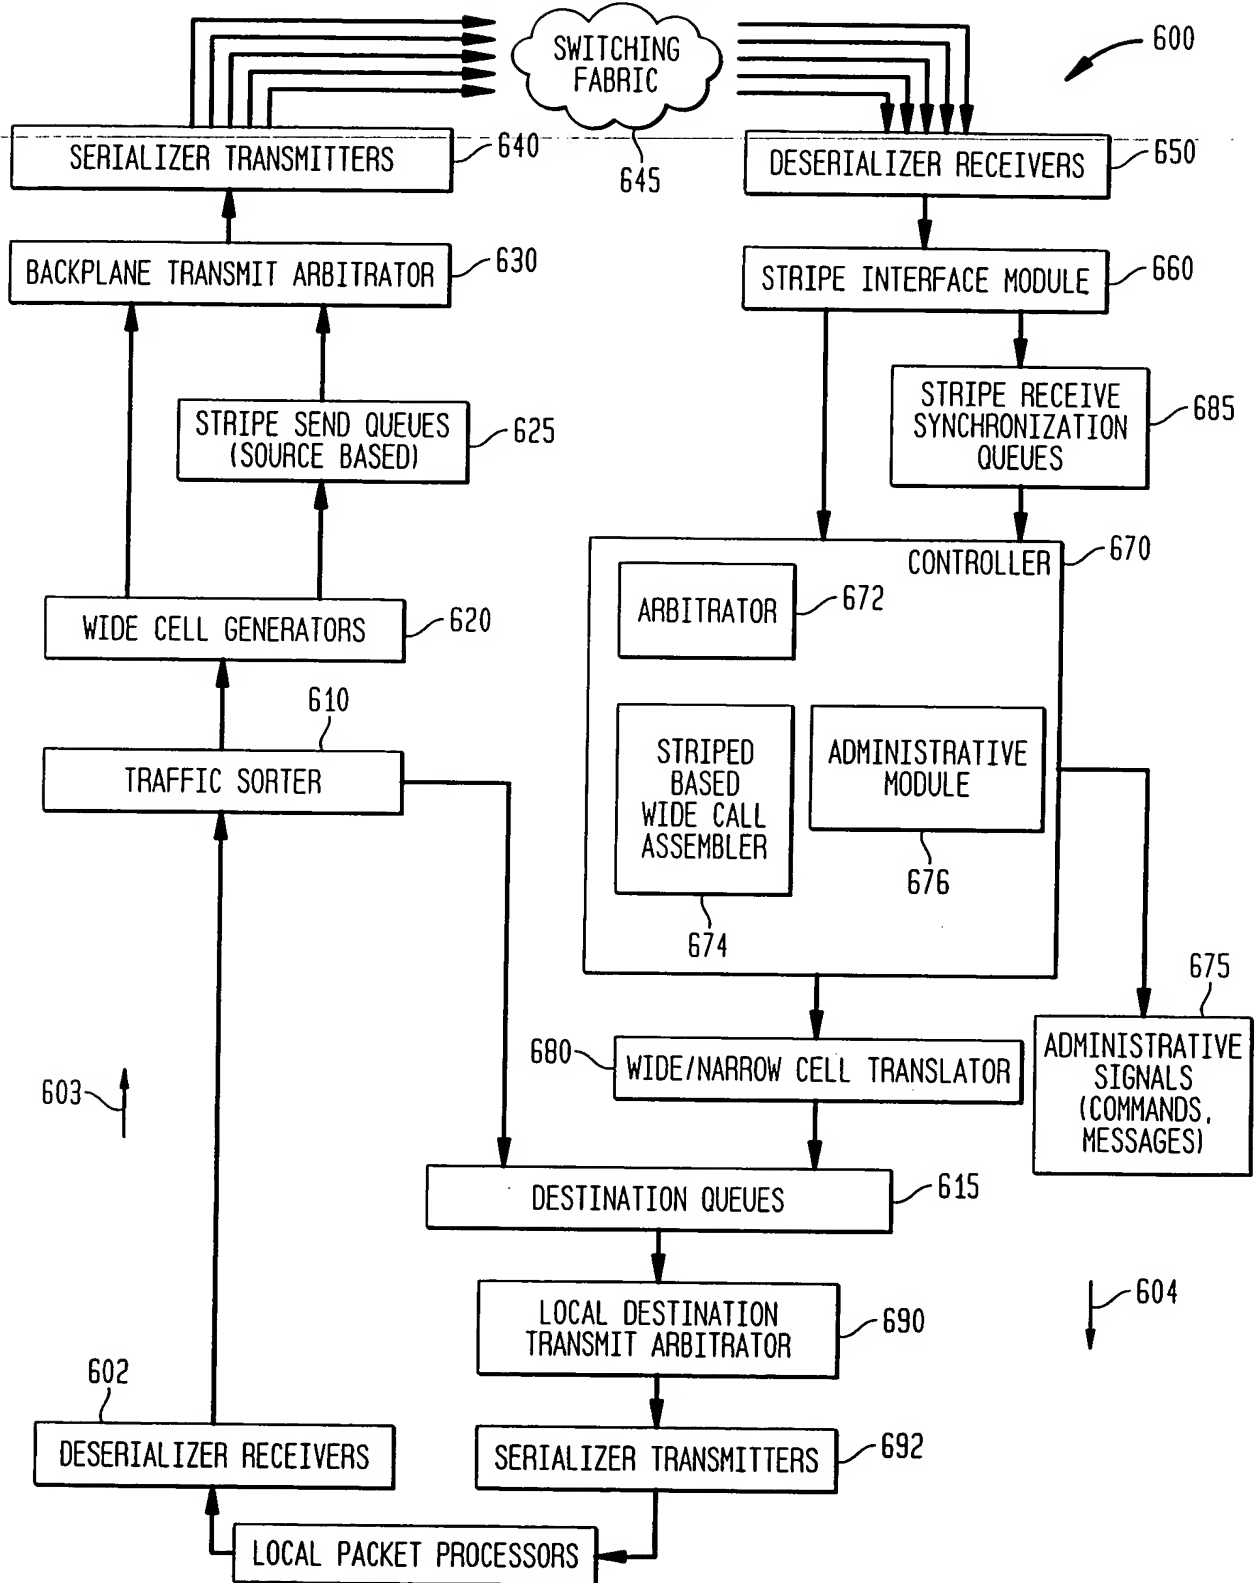 SWITCHING
FABRIC
600
645
SERIALIZER TRANSMITTERS
640
DESERIALIZER RECEIVERS
650
BACKPLANE TRANSMIT ARBITRATOR
630
STRIPE INTERFACE MODULE
660
STRIPE SEND QUEUES
(SOURCE BASED)
625
STRIPE RECEIVE
SYNCHRONIZATION
QUEUES
685
CONTROLLER
670
ARBITRATOR
672
WIDE CELL GENERATORS
620
610
TRAFFIC SORTER
STRIPED
BASED
WIDE CALL
ASSEMBLER
674
ADMINISTRATIVE
MODULE
676
675
ADMINISTRATIVE
SIGNALS
(COMMANDS,
MESSAGES)
680
WIDE/NARROW CELL TRANSLATOR
603
DESTINATION QUEUES
615
LOCAL DESTINATION
TRANSMIT ARBITRATOR
690
604
602
DESERIALIZER RECEIVERS
SERIALIZER TRANSMITTERS
692
LOCAL PACKET PROCESSORS